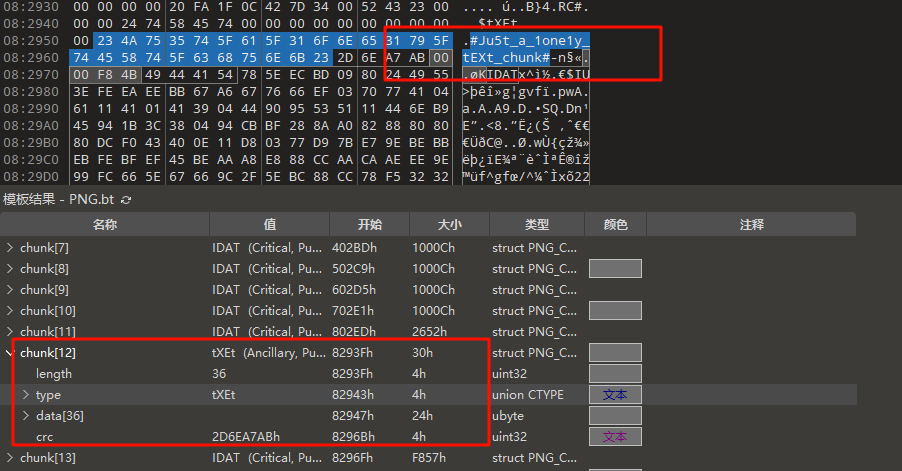 08:2930 00 00 00 00 20 FA 1F 0C 42 7D 34 00 52 43 23 00 .... ú..B}4.RC#.
08:2940 00 00 24 74 58 45 74 00 00 00 00 00 00 00 00 00 ..$tXEt.........
08:2950 00 23 4A 75 35 74 5F 61 5F 31 6F 6E 65 31 79 5F .#Ju5t_a_1one1y_
08:2960 74 45 58 74 5F 63 68 75 6E 6B 23 2D 6E A7 AB 00 tEXt_chunk#-n§«.
08:2970 00 F8 4B 49 44 41 54 78 5E EC BD 09 80 24 49 55 .øKIDATx^ì½.€$IU
08:2980 3E FE EA EE BB 67 A6 67 76 66 EF 03 70 77 41 04 >þêî»g¦gvfï.pwA.
08:2990 61 11 41 01 41 39 04 44 90 95 53 51 11 44 6E B9 a.A.A9.D.•SQ.Dn¹
08:29A0 45 94 1B 3C 38 04 94 CB BF 28 8A A0 82 88 80 80 E”.<8.”Ë¿(Š ‚ˆ€€
08:29B0 80 DC F0 43 40 0E 11 D8 03 77 D9 7B E7 9E BE BB €ÜðC@..Ø.wÙ{çž¾»
08:29C0 EB FE BF EF 45 BE AA A8 E8 88 CC AA CA AE EE 9E ëþ¿ïE¾ª¨èˆÌªÊ®îž
08:29D0 99 FC 66 5E 67 66 9C 2F 5E BC 88 CC 78 F5 32 32 ™üf^gfœ/^¼ˆÌxõ22
模板结果 - PNG.bt
名称 值 开始 大小 类型 颜色 注释
chunk[7] IDAT (Critical, Pu... 402BDh 1000Ch struct PNG_C...
chunk[8] IDAT (Critical, Pu... 502C9h 1000Ch struct PNG_C...
chunk[9] IDAT (Critical, Pu... 602D5h 1000Ch struct PNG_C...
chunk[10] IDAT (Critical, Pu... 702E1h 1000Ch struct PNG_C...
chunk[11] IDAT (Critical, Pu... 802EDh 2652h struct PNG_C...
chunk[12] tXEt (Ancillary, Pu... 8293Fh 30h struct PNG_C...
length 36 8293Fh 4h uint32
type tXEt 82943h 4h union CTYPE 文本
data[36] 82947h 24h ubyte
crc 2D6EA7ABh 8296Bh 4h uint32 文本
chunk[13] IDAT (Critical, Pu... 8296Fh F857h struct PNG_C...